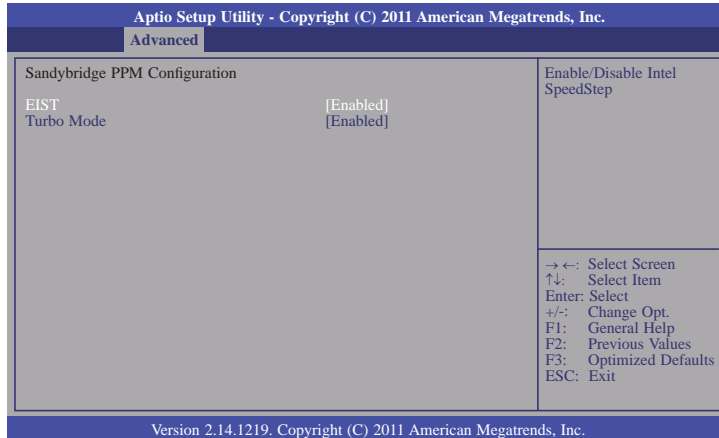 Aptio Setup Utility - Copyright (C) 2011 American Megatrends, Inc.
Advanced
Sandybridge PPM Configuration
EIST [Enabled]
Turbo Mode [Enabled]
Enable/Disable Intel
SpeedStep
→←: Select Screen
↑↓: Select Item
Enter: Select
+/-: Change Opt.
F1: General Help
F2: Previous Values
F3: Optimized Defaults
ESC: Exit
Version 2.14.1219. Copyright (C) 2011 American Megatrends, Inc.